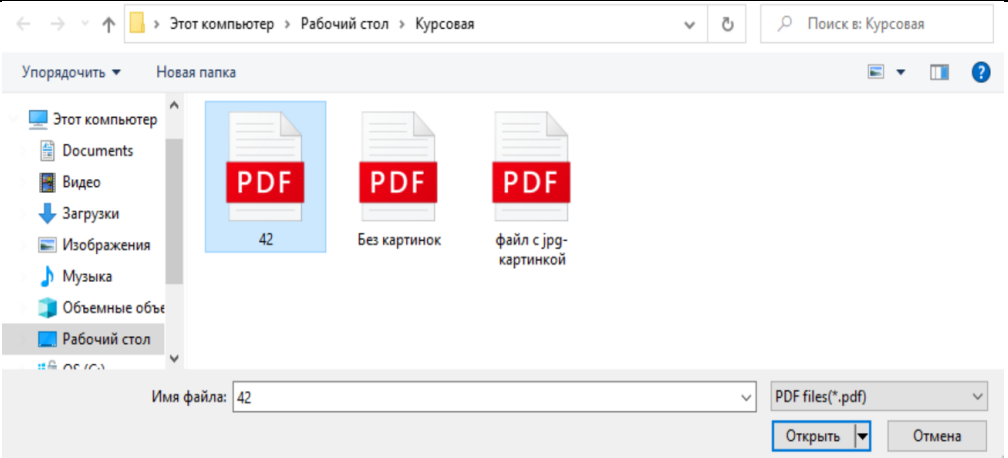 Этот компьютер › Рабочий стол › Курсовая
Поиск в: Курсовая
Упорядочить
Новая папка
Этот компьютер
Documents
Видео
Загрузки
Изображения
Музыка
Объемные объе
Рабочий стол
OS (C:)
PDF
42
PDF
Без картинок
PDF
файл с jpg-
картинкой
Имя файла: 42
PDF files(*.pdf)
Открыть
Отмена